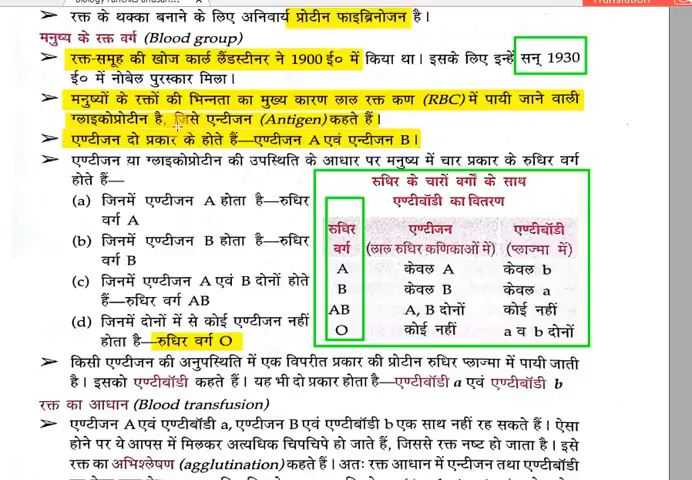 Translation
➢ रक्त के थक्का बनाने के लिए अनिवार्य प्रोटीन फाइब्रिनोजन है।
मनुष्य के रक्त वर्ग (Blood group)
➢ रक्त-समूह की खोज कार्ल लैंडस्टीनर ने 1900 ई० में किया था। इसके लिए इन्हें सन् 1930
ई० में नोबेल पुरस्कार मिला।
➢ मनुष्यों के रक्तों की भिन्नता का मुख्य कारण लाल रक्त कण (RBC) में पायी जाने वाली
ग्लाइकोप्रोटीन है, जिसे एन्टीजन (Antigen) कहते हैं।
➢ एण्टीजन दो प्रकार के होते हैं—एण्टीजन A एवं एन्टीजन B।
➢ एण्टीजन या ग्लाइकोप्रोटीन की उपस्थिति के आधार पर मनुष्य में चार प्रकार के रुधिर वर्ग
होते हैं—
(a) जिनमें एण्टीजन A होता है—रुधिर
वर्ग A
(b) जिनमें एण्टीजन B होता है—रुधिर
वर्ग B
(c) जिनमें एण्टीजन A एवं B दोनों होते
हैं—रुधिर वर्ग AB
(d) जिनमें दोनों में से कोई एण्टीजन नहीं
होता है—रुधिर वर्ग O
रुधिर के चारों वर्गों के साथ
एण्टीबॉडी का वितरण
रुधिर एण्टीजन एण्टीबॉडी
वर्ग (लाल रुधिर कणिकाओं में) (प्लाज्मा में)
A केवल A केवल b
B केवल B केवल a
AB A, B दोनों कोई नहीं
O कोई नहीं a व b दोनों
➢ किसी एण्टीजन की अनुपस्थिति में एक विपरीत प्रकार की प्रोटीन रुधिर प्लाज्मा में पायी जाती
है। इसको एण्टीबॉडी कहते हैं। यह भी दो प्रकार होता है—एण्टीबॉडी a एवं एण्टीबॉडी b
रक्त का आधान (Blood transfusion)
➢ एण्टीजन A एवं एण्टीबॉडी a, एण्टीजन B एवं एण्टीबॉडी b एक साथ नहीं रह सकते हैं। ऐसा
होने पर ये आपस में मिलकर अत्यधिक चिपचिपे हो जाते हैं, जिससे रक्त नष्ट हो जाता है। इसे
रक्त का अभिश्लेषण (agglutination) कहते हैं। अतः रक्त आधान में एन्टीजन तथा एण्टीबॉडी